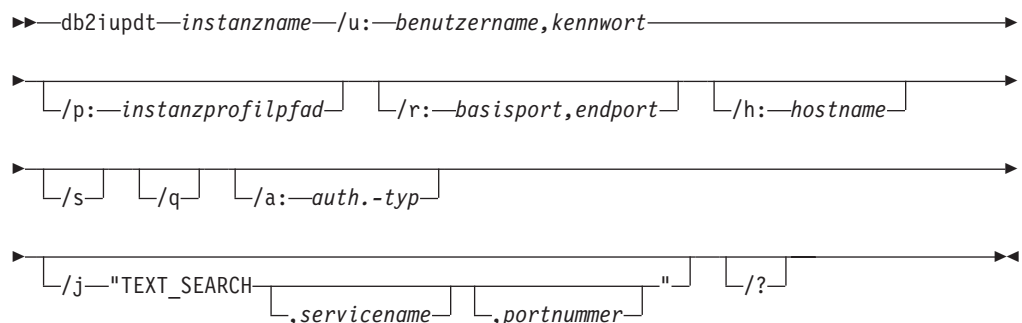 db2iupdt instanzname /u: benutzername,kennwort
/p: instanzprofilpfad /r: basisport,endport /h: hostname
/s /q /a: auth.-typ
/j "TEXT_SEARCH " /?
,servicename ,portnummer